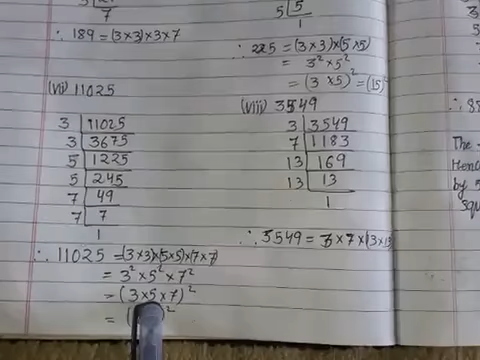 7
∴ 189 = (3×3)×3×7
(vii) 11025
3 | 11025
3 | 3675
5 | 1225
5 | 245
7 | 49
7 | 7
1
∴ 11025 = (3×3)×(5×5)×(7×7)
= 3² × 5² × 7²
= (3×5×7)²
= ( )²
5 | 5
1
∴ 225 = (3×3)×(5×5)
= 3² × 5²
= (3×5)² = (15)²
(viii) 3549
3 | 3549
7 | 1183
13 | 169
13 | 13
1
∴ 3549 = 3 × 7 × (13×13
The
Hence
by
squ